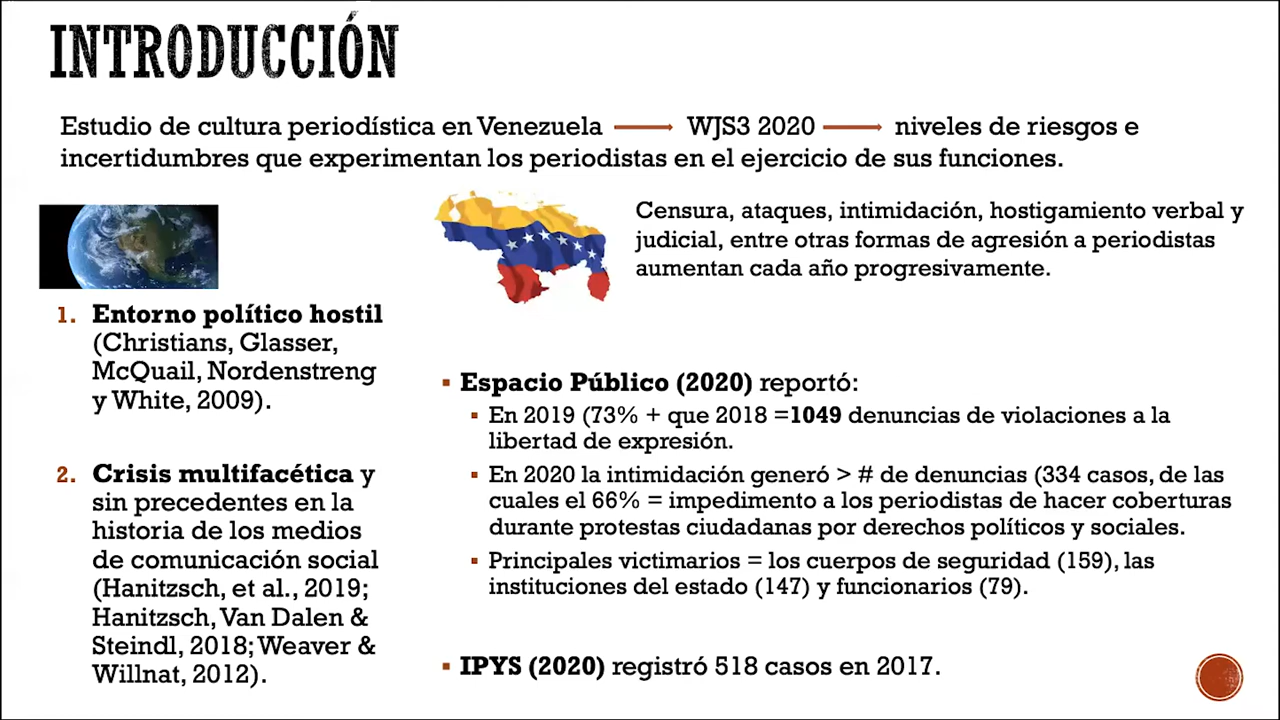 INTRODUCCIÓN
Estudio de cultura periodística en Venezuela → WJS3 2020 → niveles de riesgos e
incertidumbres que experimentan los periodistas en el ejercicio de sus funciones.
1. Entorno político hostil
(Christians, Glasser,
McQuail, Nordenstreng
y White, 2009).
2. Crisis multifacética y
sin precedentes en la
historia de los medios
de comunicación social
(Hanitzsch, et al., 2019;
Hanitzsch, Van Dalen &
Steindl, 2018; Weaver &
Willnat, 2012).
Censura, ataques, intimidación, hostigamiento verbal y
judicial, entre otras formas de agresión a periodistas
aumentan cada año progresivamente.
▪ Espacio Público (2020) reportó:
▪ En 2019 (73% + que 2018 =1049 denuncias de violaciones a la
libertad de expresión.
▪ En 2020 la intimidación generó > # de denuncias (334 casos, de las
cuales el 66% = impedimento a los periodistas de hacer coberturas
durante protestas ciudadanas por derechos políticos y sociales.
▪ Principales victimarios = los cuerpos de seguridad (159), las
instituciones del estado (147) y funcionarios (79).
▪ IPYS (2020) registró 518 casos en 2017.